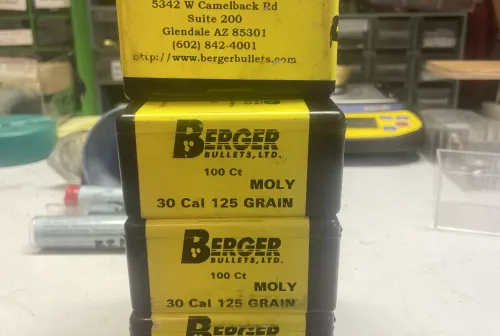 5342 W Camelback Rd
Suite 200
Glendale AZ 85301
(602) 842-4001
http://www.bergerbullets.com
BERGER
BULLETS, LTD.
100 Ct
MOLY
30 Cal 125 GRAIN
BERGER
BULLETS, LTD.
100 Ct
MOLY
30 Cal 125 GRAIN
BERGER